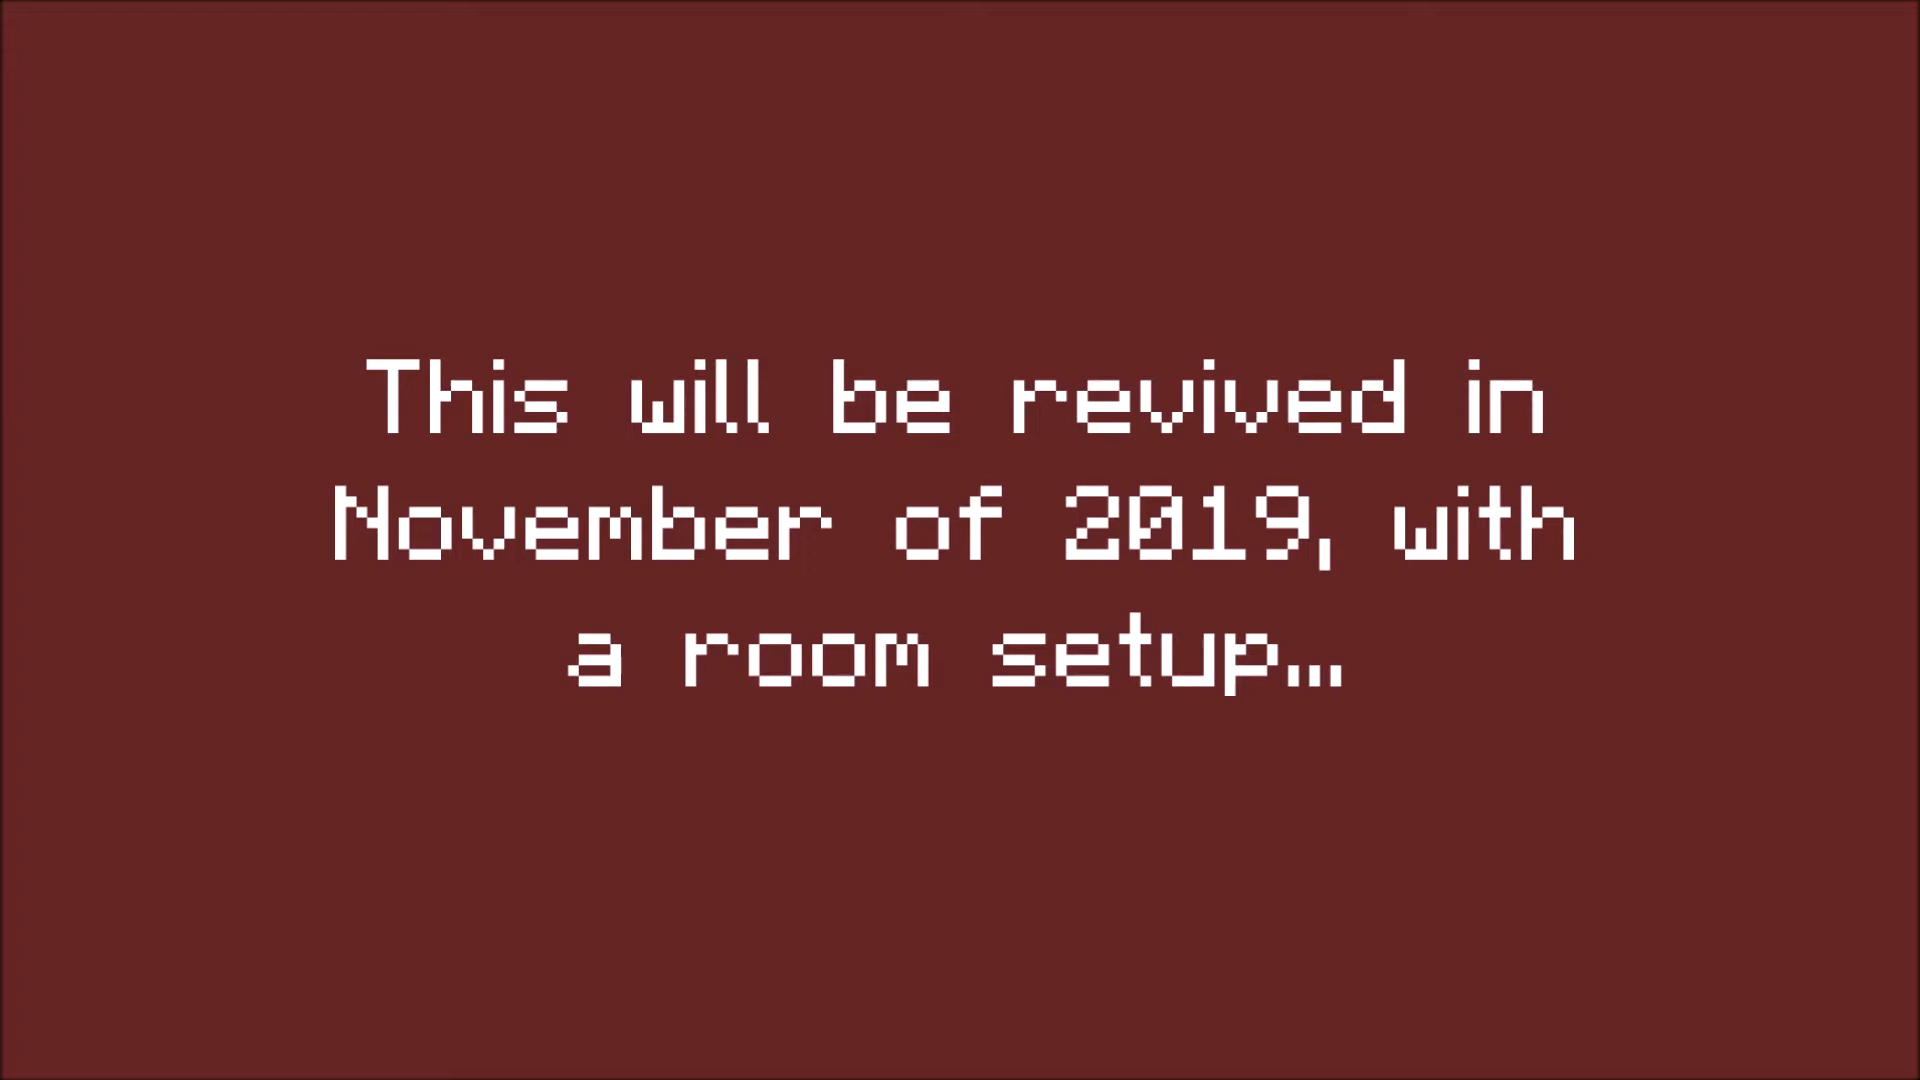 This will be revived in
November of 2019, with
a room setup...